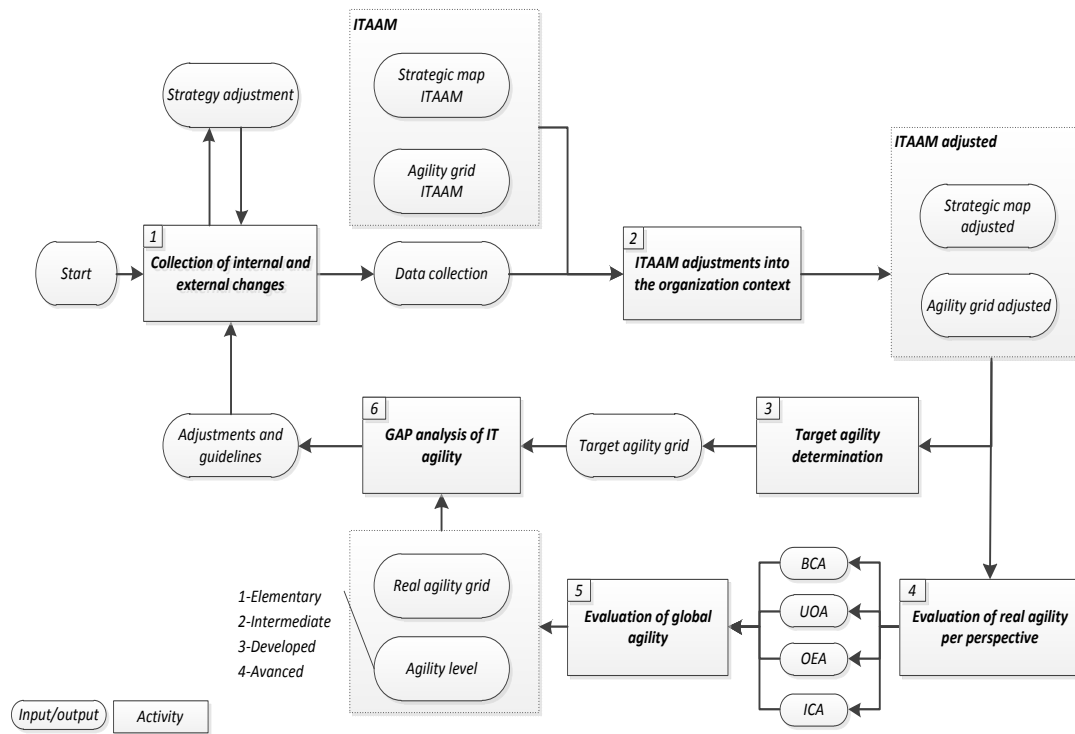 ITAAM
Strategic map
ITAAM
Agility grid
ITAAM
Strategy adjustment
Start
1
Collection of internal and
external changes
Data collection
2
ITAAM adjustments into
the organization context
ITAAM adjusted
Strategic map
adjusted
Agility grid adjusted
3
Target agility
determination
Target agility grid
6
GAP analysis of IT
agility
Adjustments and
guidelines
4
Evaluation of real agility
per perspective
BCA
UOA
OEA
ICA
5
Evaluation of global
agility
Real agility grid
Agility level
1-Elementary
2-Intermediate
3-Developed
4-Avanced
Input/output
Activity